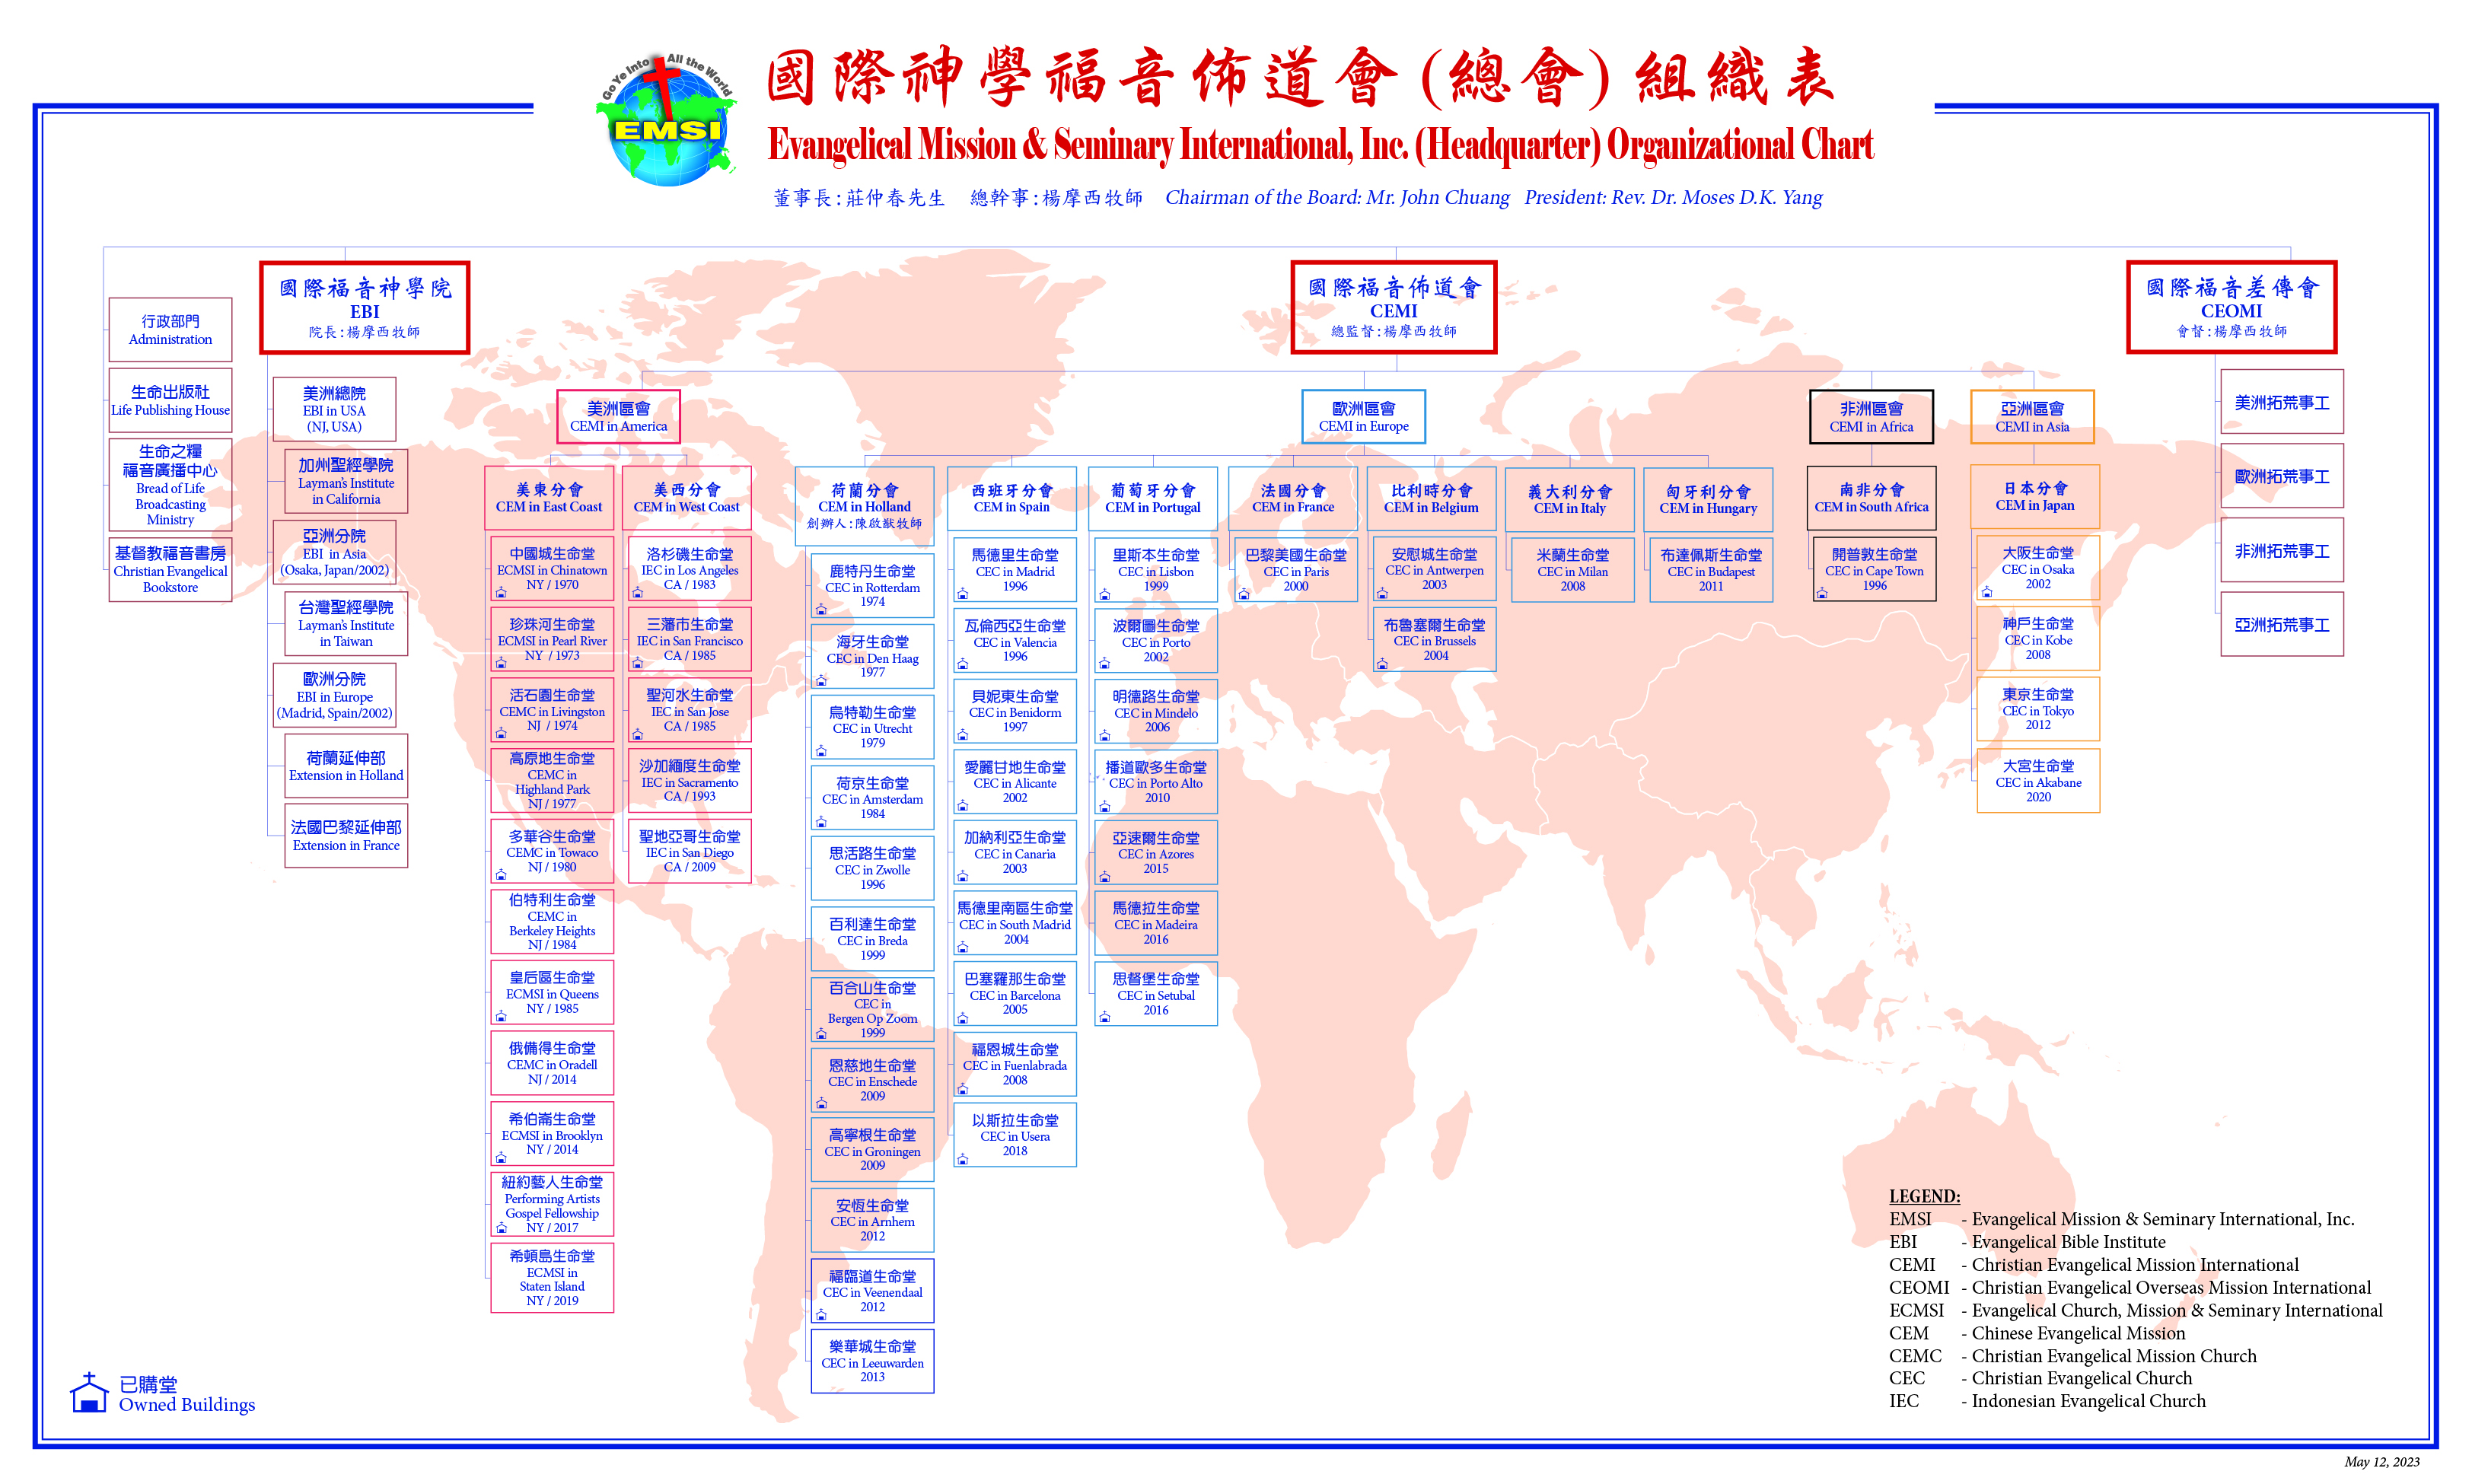 Go Ye Into All the World
EMSI
國際神學福音佈道會(總會)組織表
Evangelical Mission & Seminary International, Inc. (Headquarter) Organizational Chart
董事長:莊仲春先生 總幹事:楊摩西牧師 Chairman of the Board: Mr. John Chuang President: Rev. Dr. Moses D.K. Yang
行政部門
Administration
生命出版社
Life Publishing House
生命之糧
福音廣播中心
Bread of Life
Broadcasting
Ministry
基督教福音書房
Christian Evangelical
Bookstore
國際福音神學院
EBI
院長:楊摩西牧師
美洲總院
EBI in USA
(NJ, USA)
加州聖經學院
Layman's Institute
in California
亞洲分院
EBI in Asia
(Osaka, Japan/2002)
台灣聖經學院
Layman's Institute
in Taiwan
歐洲分院
EBI in Europe
(Madrid, Spain/2002)
荷蘭延伸部
Extension in Holland
法國巴黎延伸部
Extension in France
國際福音佈道會
CEMI
總監督:楊摩西牧師
美洲區會
CEMI in America
美東分會
CEM in East Coast
中國城生命堂
ECMSI in Chinatown
NY / 1970
珍珠河生命堂
ECMSI in Pearl River
NY / 1973
活石園生命堂
CEMC in Livingston
NJ / 1974
高原地生命堂
CEMC in
Highland Park
NJ / 1977
多華谷生命堂
CEMC in Towaco
NJ / 1980
伯特利生命堂
CEMC in
Berkeley Heights
NJ / 1984
皇后區生命堂
ECMSI in Queens
NY / 1985
俄備得生命堂
CEMC in Oradell
NJ / 2014
希伯崙生命堂
ECMSI in Brooklyn
NY / 2014
紐約藝人生命堂
Performing Artists
Gospel Fellowship
NY / 2017
希頓島生命堂
ECMSI in
Staten Island
NY / 2019
美西分會
CEM in West Coast
洛杉磯生命堂
IEC in Los Angeles
CA / 1983
三藩市生命堂
IEC in San Francisco
CA / 1985
聖河水生命堂
IEC in San Jose
CA / 1985
沙加緬度生命堂
IEC in Sacramento
CA / 1993
聖地亞哥生命堂
IEC in San Diego
CA / 2009
歐洲區會
CEMI in Europe
荷蘭分會
CEM in Holland
創辦人:陳啟猷牧師
鹿特丹生命堂
CEC in Rotterdam
1974
海牙生命堂
CEC in Den Haag
1977
烏特勒生命堂
CEC in Utrecht
1979
荷京生命堂
CEC in Amsterdam
1984
思活路生命堂
CEC in Zwolle
1996
百利達生命堂
CEC in Breda
1999
百合山生命堂
CEC in
Bergen Op Zoom
1999
恩慈地生命堂
CEC in Enschede
2009
高寧根生命堂
CEC in Groningen
2009
安恆生命堂
CEC in Arnhem
2012
福臨道生命堂
CEC in Veenendaal
2012
樂華城生命堂
CEC in Leeuwarden
2013
西班牙分會
CEM in Spain
馬德里生命堂
CEC in Madrid
1996
瓦倫西亞生命堂
CEC in Valencia
1996
貝妮東生命堂
CEC in Benidorm
1997
愛麗甘地生命堂
CEC in Alicante
2002
加納利亞生命堂
CEC in Canaria
2003
馬德里南區生命堂
CEC in South Madrid
2004
巴塞羅那生命堂
CEC in Barcelona
2005
福恩城生命堂
CEC in Fuenlabrada
2008
以斯拉生命堂
CEC in Usera
2018
葡萄牙分會
CEM in Portugal
里斯本生命堂
CEC in Lisbon
1999
波爾圖生命堂
CEC in Porto
2002
明德路生命堂
CEC in Mindelo
2006
播道歐多生命堂
CEC in Porto Alto
2010
亞速爾生命堂
CEC in Azores
2015
馬德拉生命堂
CEC in Madeira
2016
思督堡生命堂
CEC in Setubal
2016
法國分會
CEM in France
巴黎美國生命堂
CEC in Paris
2000
比利時分會
CEM in Belgium
安慰城生命堂
CEC in Antwerpen
2003
布魯塞爾生命堂
CEC in Brussels
2004
義大利分會
CEM in Italy
米蘭生命堂
CEC in Milan
2008
匈牙利分會
CEM in Hungary
布達佩斯生命堂
CEC in Budapest
2011
非洲區會
CEMI in Africa
南非分會
CEM in South Africa
開普敦生命堂
CEC in Cape Town
1996
亞洲區會
CEMI in Asia
日本分會
CEM in Japan
大阪生命堂
CEC in Osaka
2002
神戶生命堂
CEC in Kobe
2008
東京生命堂
CEC in Tokyo
2012
大宮生命堂
CEC in Akabane
2020
國際福音差傳會
CEOMI
會督:楊摩西牧師
美洲拓荒事工
歐洲拓荒事工
非洲拓荒事工
亞洲拓荒事工
LEGEND:
EMSI - Evangelical Mission & Seminary International, Inc.
EBI - Evangelical Bible Institute
CEMI - Christian Evangelical Mission International
CEOMI - Christian Evangelical Overseas Mission International
ECMSI - Evangelical Church, Mission & Seminary International
CEM - Chinese Evangelical Mission
CEMC - Christian Evangelical Mission Church
CEC - Christian Evangelical Church
IEC - Indonesian Evangelical Church
已購堂
Owned Buildings
May 12, 2023